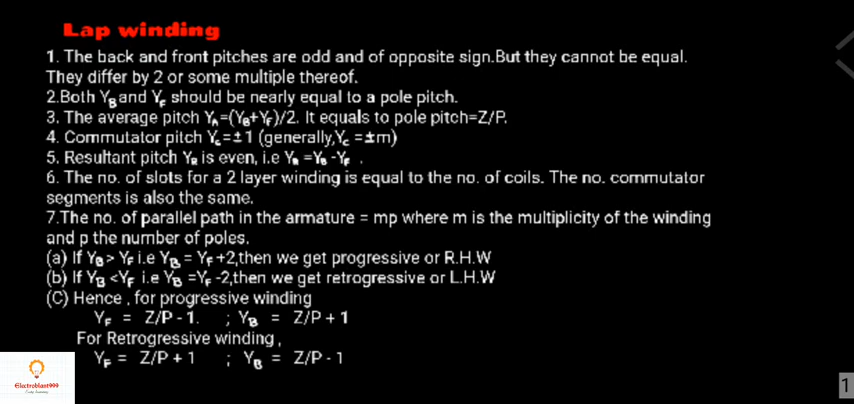 Lap winding
1. The back and front pitches are odd and of opposite sign.But they cannot be equal.
They differ by 2 or some multiple thereof.
2.Both YB and YF should be nearly equal to a pole pitch.
3. The average pitch YA=(YB+YF)/2. It equals to pole pitch=Z/P.
4. Commutator pitch Yc=±1 (generally,Yc =±m)
5. Resultant pitch YR is even, i.e YR =YB -YF .
6. The no. of slots for a 2 layer winding is equal to the no. of coils. The no. commutator
segments is also the same.
7.The no. of parallel path in the armature = mp where m is the multiplicity of the winding
and p the number of poles.
(a) If YB> YF i.e YB = YF +2,then we get progressive or R.H.W
(b) If YB <YF i.e YB =YF -2,then we get retrogressive or L.H.W
(C) Hence , for progressive winding
YF = Z/P - 1. ; YB = Z/P + 1
For Retrogressive winding ,
YF = Z/P + 1 ; YB = Z/P - 1
Electroblast999
1